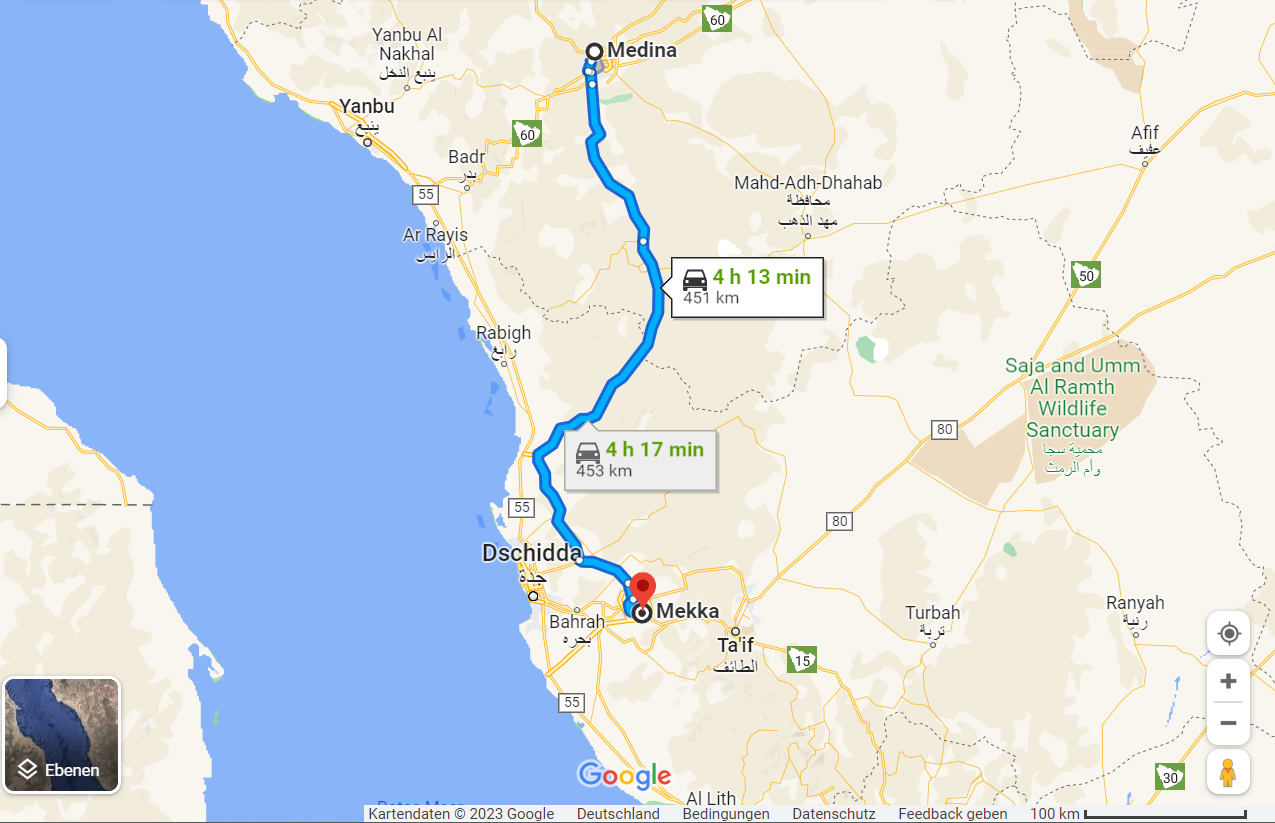 60
Medina
Yanbu Al
Nakhal
ينبع النخل
Yanbu
ينبع
60
Badr
بدر
Afif
عفيف
55
Mahd-Adh-Dhahab
محافظة
مهد الذهب
Ar Rayis
الرايس
4 h 13 min
451 km
50
Rabigh
رابغ
Saja and Umm
Al Ramth
Wildlife
Sanctuary
محمية سجا
وأم الرمث
80
4 h 17 min
453 km
55
80
Dschidda
جدة
Mekka
Bahrah
بحره
Turbah
تربة
Ranyah
رنية
Ta'if
الطائف
15
55
Ebenen
Google
30
Al Lith
Kartendaten © 2023 Google Deutschland Bedingungen Datenschutz Feedback geben 100 km